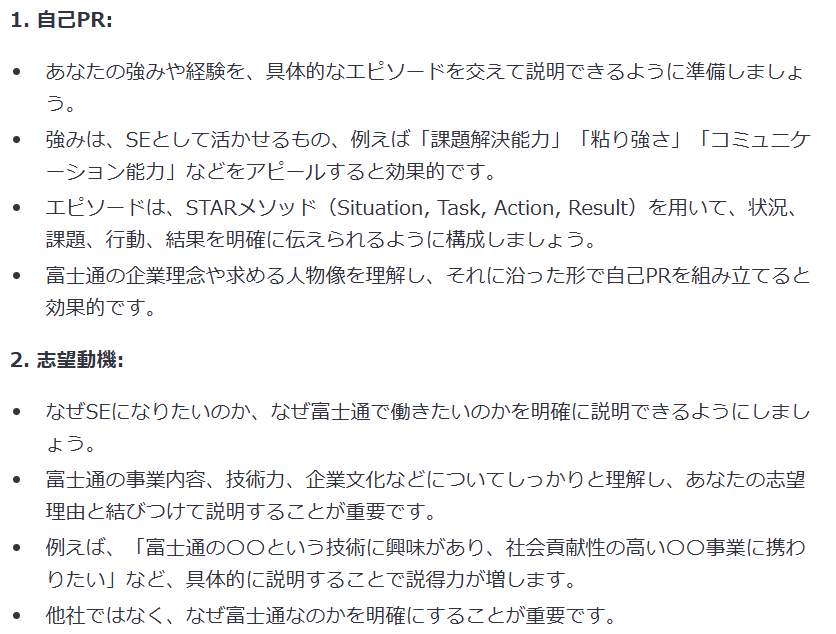 1. 自己PR:
• あなたの強みや経験を、具体的なエピソードを交えて説明できるように準備しましょ
う。
• 強みは、SEとして活かせるもの、例えば「課題解決能力」「粘り強さ」「コミュニケ
ーション能力」などをアピールすると効果的です。
• エピソードは、STARメソッド（Situation, Task, Action, Result）を用いて、状況、
課題、行動、結果を明確に伝えられるように構成しましょう。
• 富士通の企業理念や求める人物像を理解し、それに沿った形で自己PRを組み立てると
効果的です。
2. 志望動機:
• なぜSEになりたいのか、なぜ富士通で働きたいのかを明確に説明できるようにしまし
ょう。
• 富士通の事業内容、技術力、企業文化などについてしっかりと理解し、あなたの志望
理由と結びつけて説明することが重要です。
• 例えば、「富士通の〇〇という技術に興味があり、社会貢献性の高い〇〇事業に携わ
りたい」など、具体的に説明することで説得力が増します。
• 他社ではなく、なぜ富士通なのかを明確にすることが重要です。